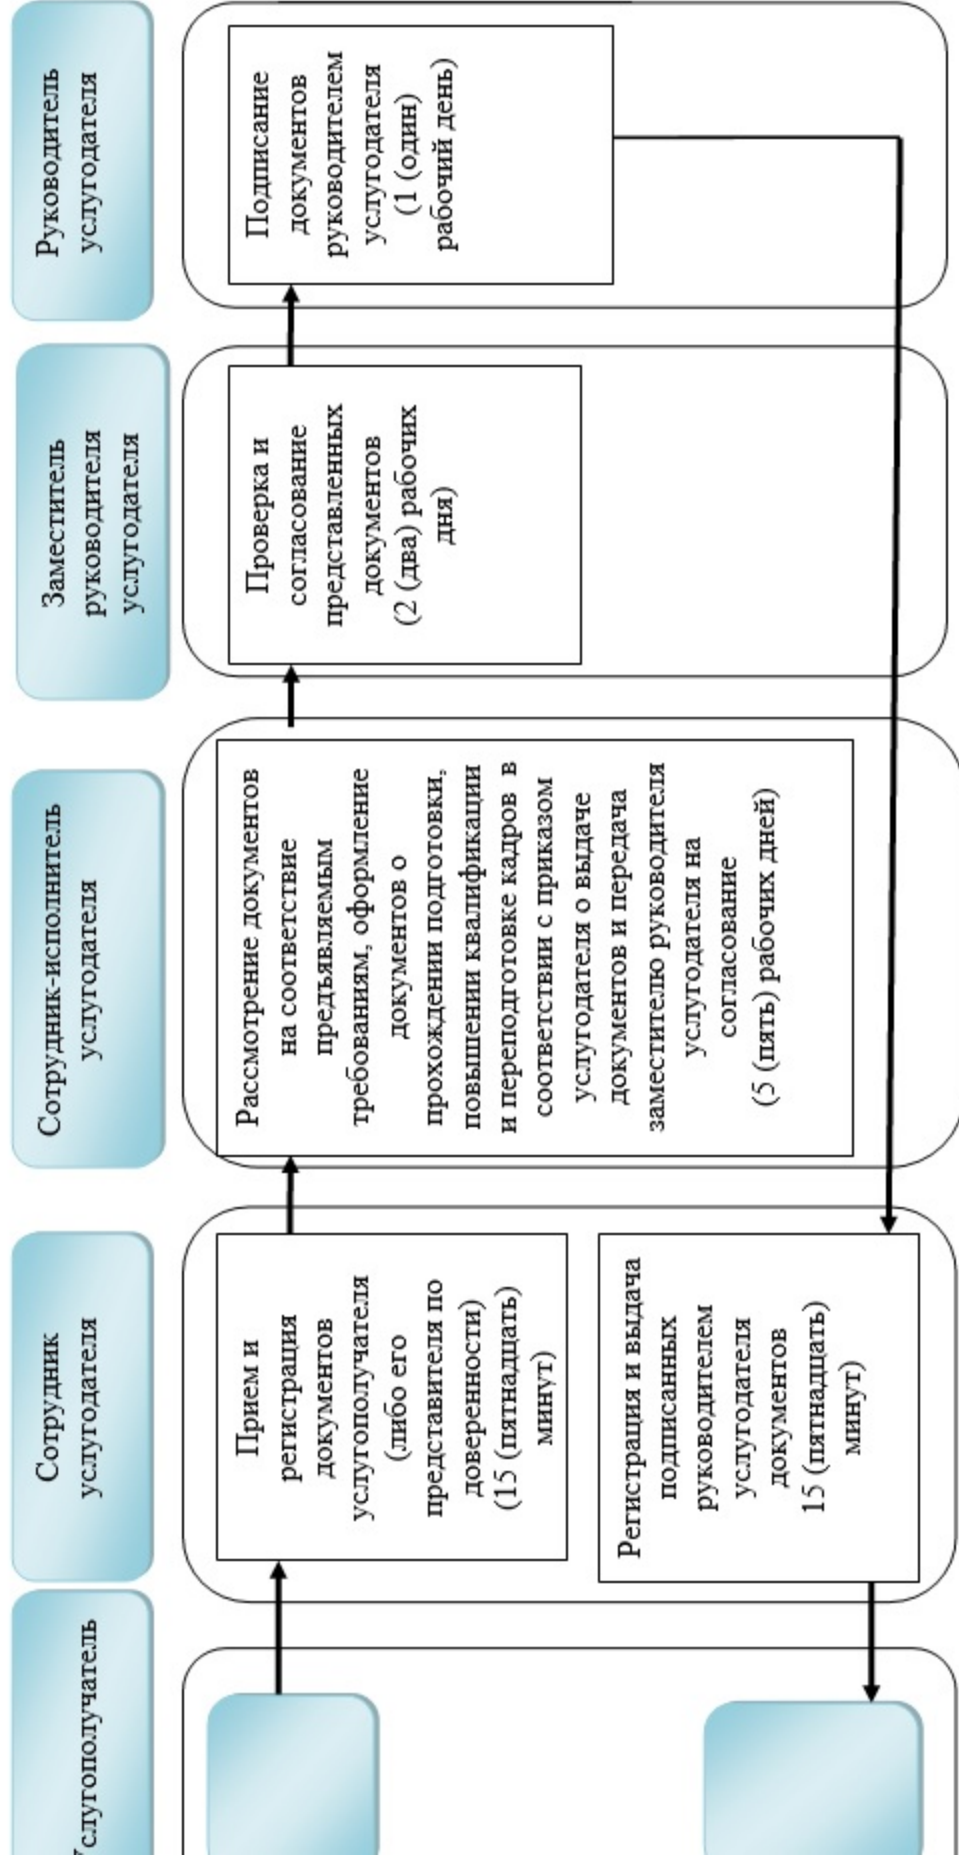 Услугополучатель
Сотрудник
услугодателя
Сотрудник-исполнитель
услугодателя
Заместитель
руководителя
услугодателя
Руководитель
услугодателя
Прием и
регистрация
документов
услугополучателя
(либо его
представителя по
доверенности)
(15 (пятнадцать)
минут)
Рассмотрение документов
на соответствие
предъявляемым
требованиям, оформление
документов о
прохождении подготовки,
повышении квалификации
и переподготовке кадров в
соответствии с приказом
услугодателя о выдаче
документов и передача
заместителю руководителя
услугодателя на
согласование
(5 (пять) рабочих дней)
Проверка и
согласование
представленных
документов
(2 (два) рабочих
дня)
Подписание
документов
руководителем
услугодателя
(1 (один)
рабочий день)
Регистрация и выдача
подписанных
руководителем
услугодателя
документов
15 (пятнадцать)
минут)